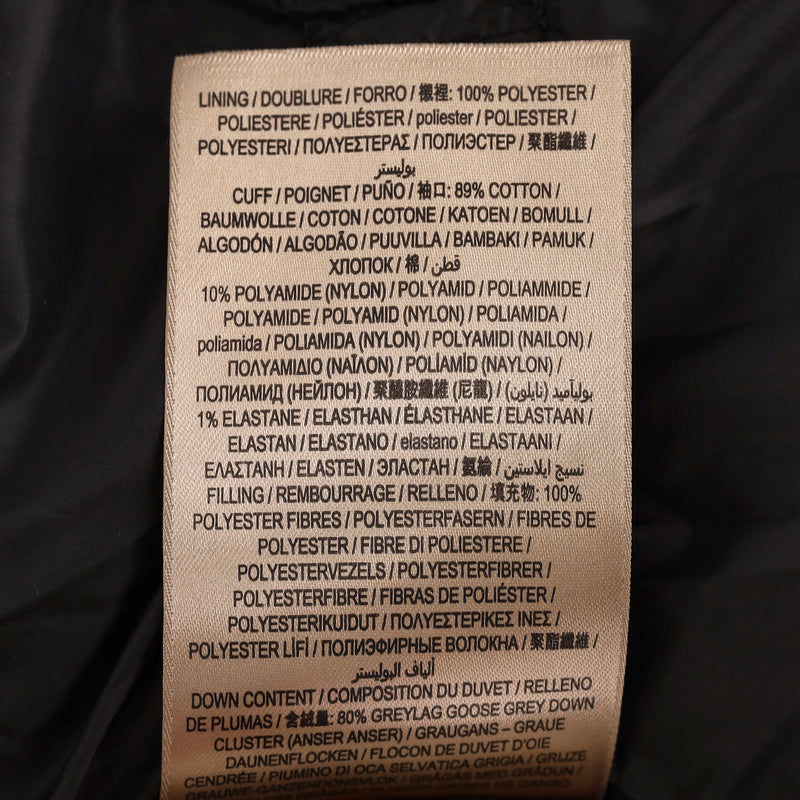 LINING / DOUBLURE / FORRO / 襯裡: 100% POLYESTER /
POLIESTERE / POLIÉSTER / poliester / POLIESTER /
POLYESTERI / ΠΟΛΥΕΣΤΕΡΑΣ / ПОЛИЭСТЕР / 聚酯纖維 /
بوليستر
CUFF / POIGNET / PUÑO / 袖口: 89% COTTON /
BAUMWOLLE / COTON / COTONE / KATOEN / BOMULL /
ALGODÓN / ALGODÃO / PUUVILLA / BAMBAKI / PAMUK /
ХЛОПОК / 棉 / قطن
10% POLYAMIDE (NYLON) / POLYAMID / POLIAMMIDE /
POLYAMIDE / POLYAMID (NYLON) / POLIAMIDA /
poliamida / POLIAMIDA (NYLON) / POLYAMIDI (NAILON) /
ΠΟΛΥΑΜΙΔΙΟ (ΝΑΪΛΟΝ) / POLİAMİD (NAYLON) /
ПОЛИАМИД (НЕЙЛОН) / 聚醯胺纖維 (尼龍) / بوليآميد (نايلون) /
1% ELASTANE / ELASTHAN / ÉLASTHANE / ELASTAAN /
ELASTAN / ELASTANO / elastano / ELASTAANI /
ΕΛΑΣΤΑΝΗ / ELASTEN / ЭЛАСТАН / 氨綸 / نسيج ايلاستين
FILLING / REMBOURRAGE / RELLENO / 填充物: 100%
POLYESTER FIBRES / POLYESTERFASERN / FIBRES DE
POLYESTER / FIBRE DI POLIESTERE /
POLYESTERVEZELS / POLYESTERFIBRER /
POLYESTERFIBRE / FIBRAS DE POLIÉSTER /
POLYESTERIKUIDUT / ΠΟΛΥΕΣΤΕΡΙΚΕΣ ΙΝΕΣ /
POLYESTER LİFİ / ПОЛИЭФИРНЫЕ ВОЛОКНА / 聚酯纖維 /
ألياف البوليستر
DOWN CONTENT / COMPOSITION DU DUVET / RELLENO
DE PLUMAS / 含絨量: 80% GREYLAG GOOSE GREY DOWN
CLUSTER (ANSER ANSER) / GRAUGANS – GRAUE
DAUNENFLOCKEN / FLOCON DE DUVET D'OIE
CENDRÉE / PIUMINO DI OCA SELVATICA GRIGIA / GRIJZE
GRAUWE-GANZENDONSVLOK / GRÅGÅS MED GRÅDUN /